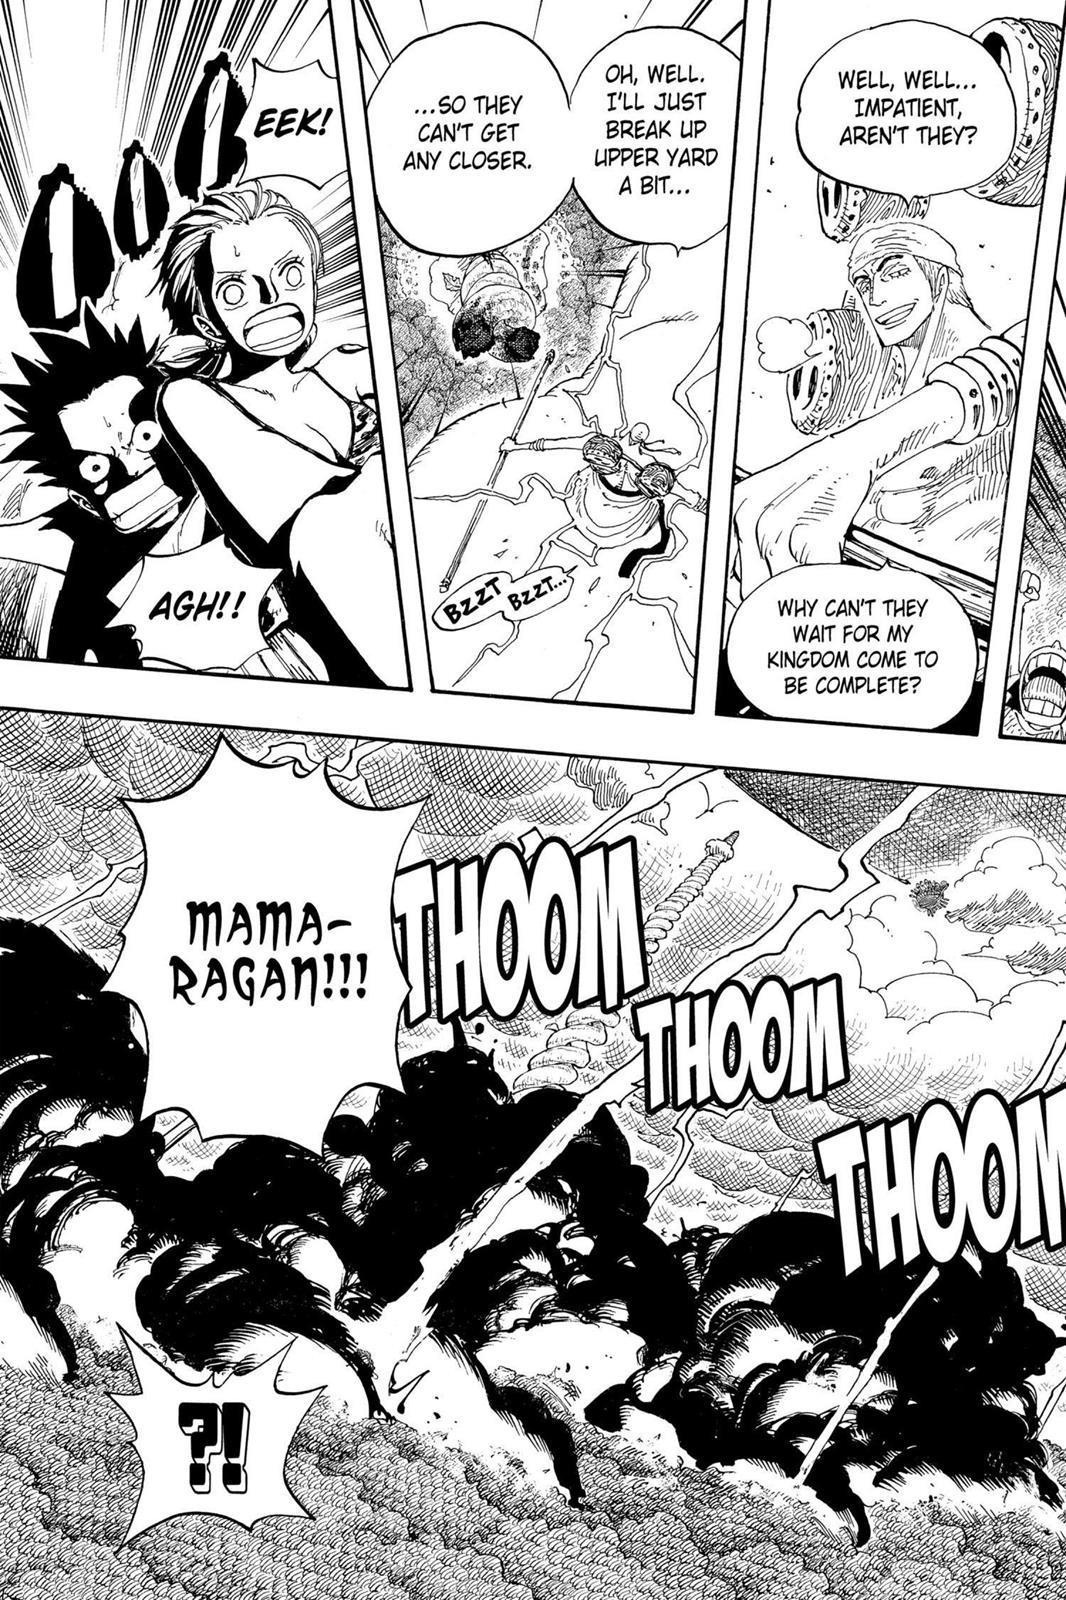 WELL, WELL...
IMPATIENT,
AREN'T THEY?
WHY CAN'T THEY
WAIT FOR MY
KINGDOM COME TO
BE COMPLETE?
OH, WELL.
I'LL JUST
BREAK UP
UPPER YARD
A BIT...
...SO THEY
CAN'T GET
ANY CLOSER.
BZZT
BZZT...
EEK!
AGH!!
THOOM
THOOM
THOOM
MAMA-
RAGAN!!!
?!